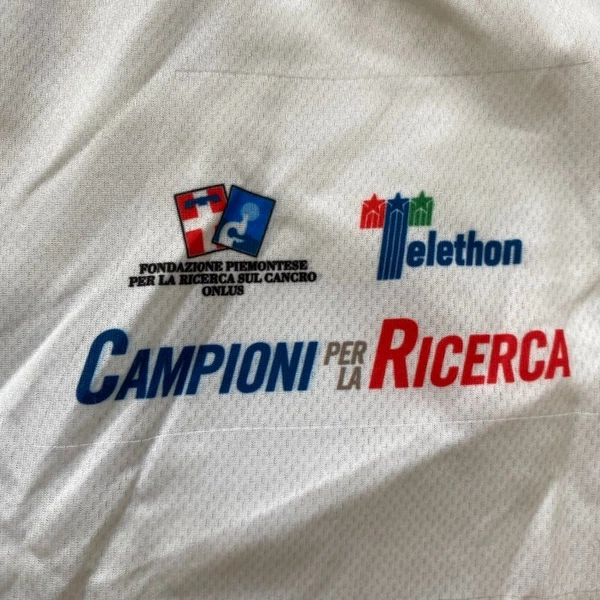 FONDAZIONE PIEMONTESE
PER LA RICERCA SUL CANCRO
ONLUS
Telethon
CAMPIONI PER LA RICERCA